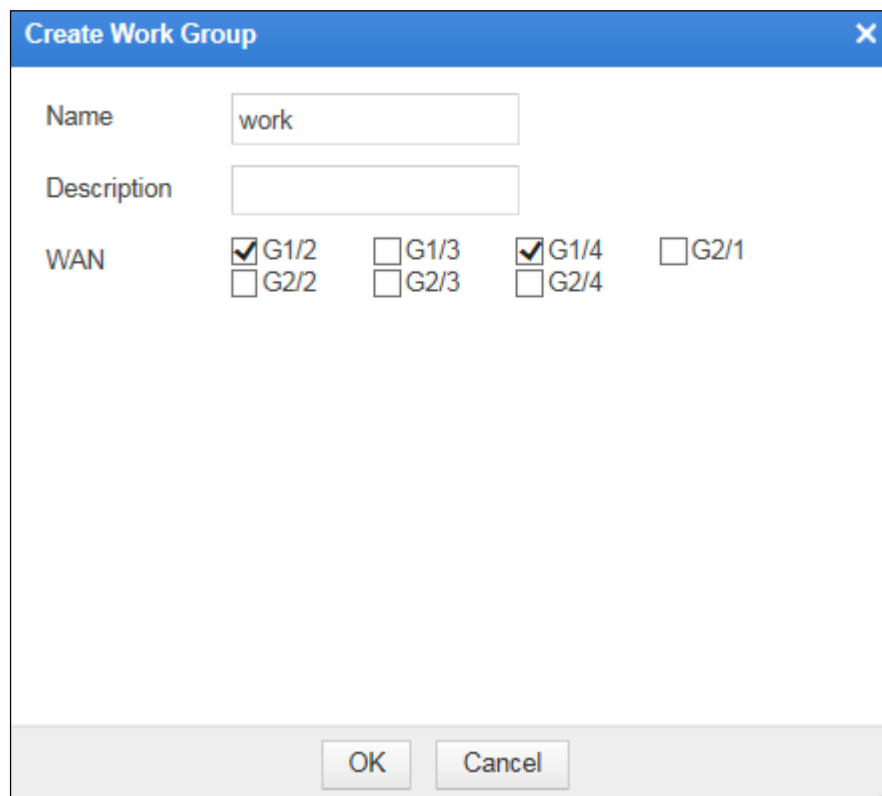 Create Work Group
Name work
Description
WAN G1/2 G1/3 G1/4 G2/1
G2/2 G2/3 G2/4
OK Cancel